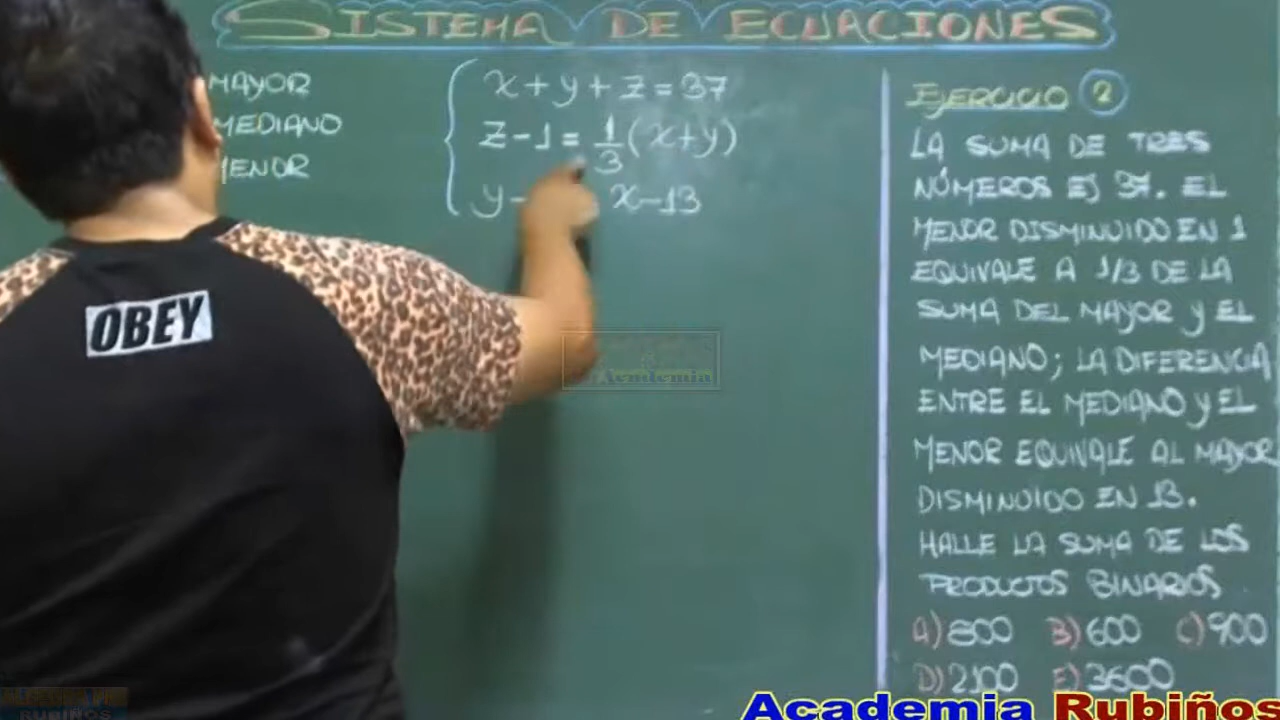 SISTEMA DE ECUACIONES
MAYOR
MEDIANO
MENOR
x+y+z=37
z-1=1/3(x+y)
y- x-13
OBEY
Academia
EJERCICIO 2
LA SUMA DE TRES
NÚMEROS ES 37. EL
MENOR DISMINUIDO EN 1
EQUIVALE A 1/3 DE LA
SUMA DEL MAYOR Y EL
MEDIANO; LA DIFERENCIA
ENTRE EL MEDIANO Y EL
MENOR EQUIVALE AL MAYOR
DISMINUIDO EN 13.
HALLE LA SUMA DE LOS
PRODUCTOS BINARIOS
A) 800 B) 600 C) 900
D) 2100 E) 3600
RUBIÑOS
Academia Rubiños